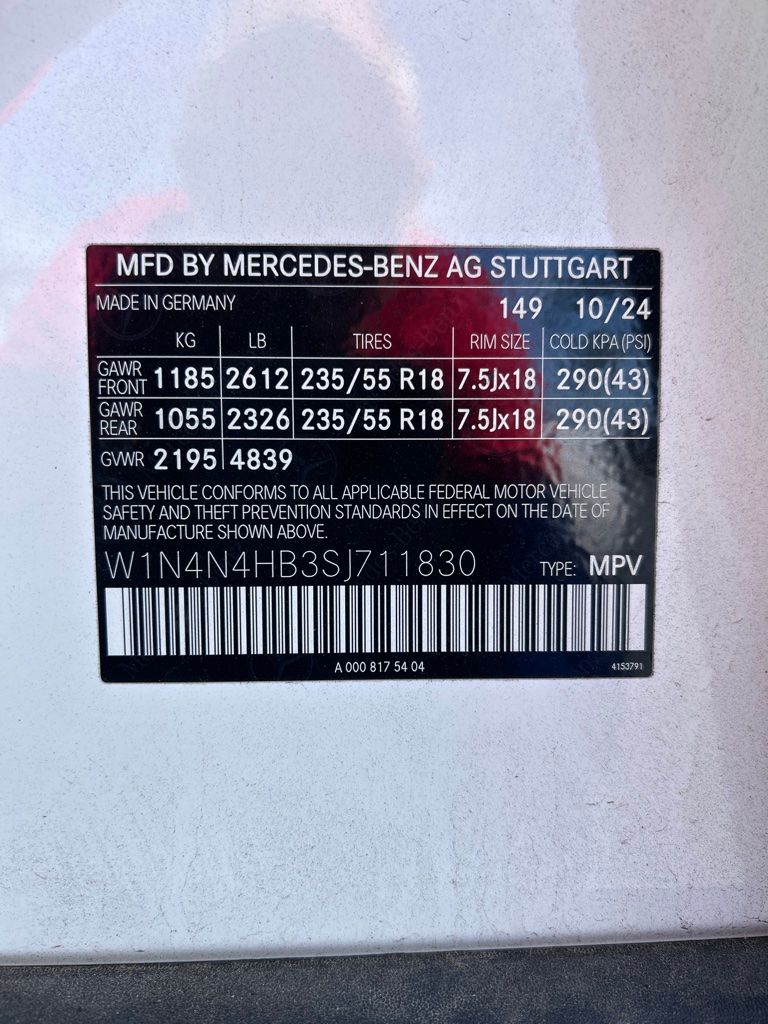 MFD BY MERCEDES-BENZ AG STUTTGART
MADE IN GERMANY 149 10/24
KG LB TIRES RIM SIZE COLD KPA(PSI)
GAWR FRONT 1185 2612 235/55 R18 7.5Jx18 290(43)
GAWR REAR 1055 2326 235/55 R18 7.5Jx18 290(43)
GVWR 2195 4839
THIS VEHICLE CONFORMS TO ALL APPLICABLE FEDERAL MOTOR VEHICLE
SAFETY AND THEFT PREVENTION STANDARDS IN EFFECT ON THE DATE OF
MANUFACTURE SHOWN ABOVE.
W1N4N4HB3SJ711830 TYPE: MPV
A 000 817 54 04 4153791